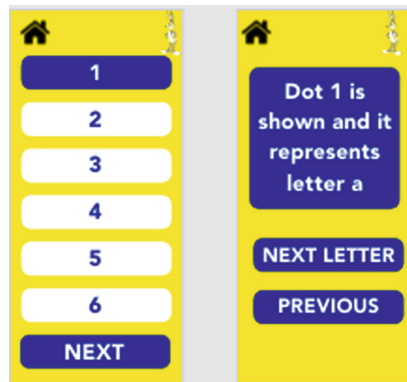 1
2
3
4
5
6
NEXT
Dot 1 is
shown and it
represents
letter a
NEXT LETTER
PREVIOUS